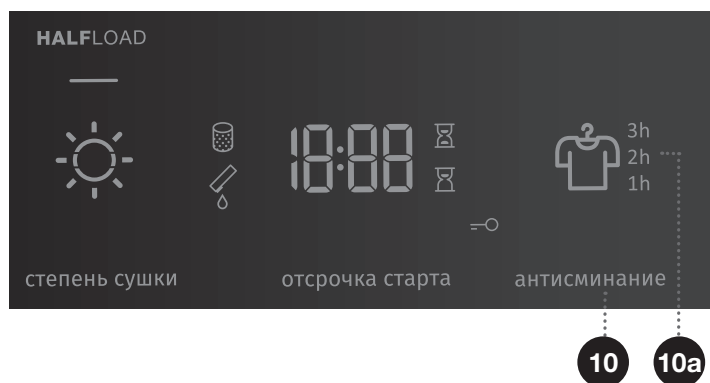 HALFLOAD
18:88
3h
2h
1h
степень сушки
отсрочка старта
антисминание
10
10a